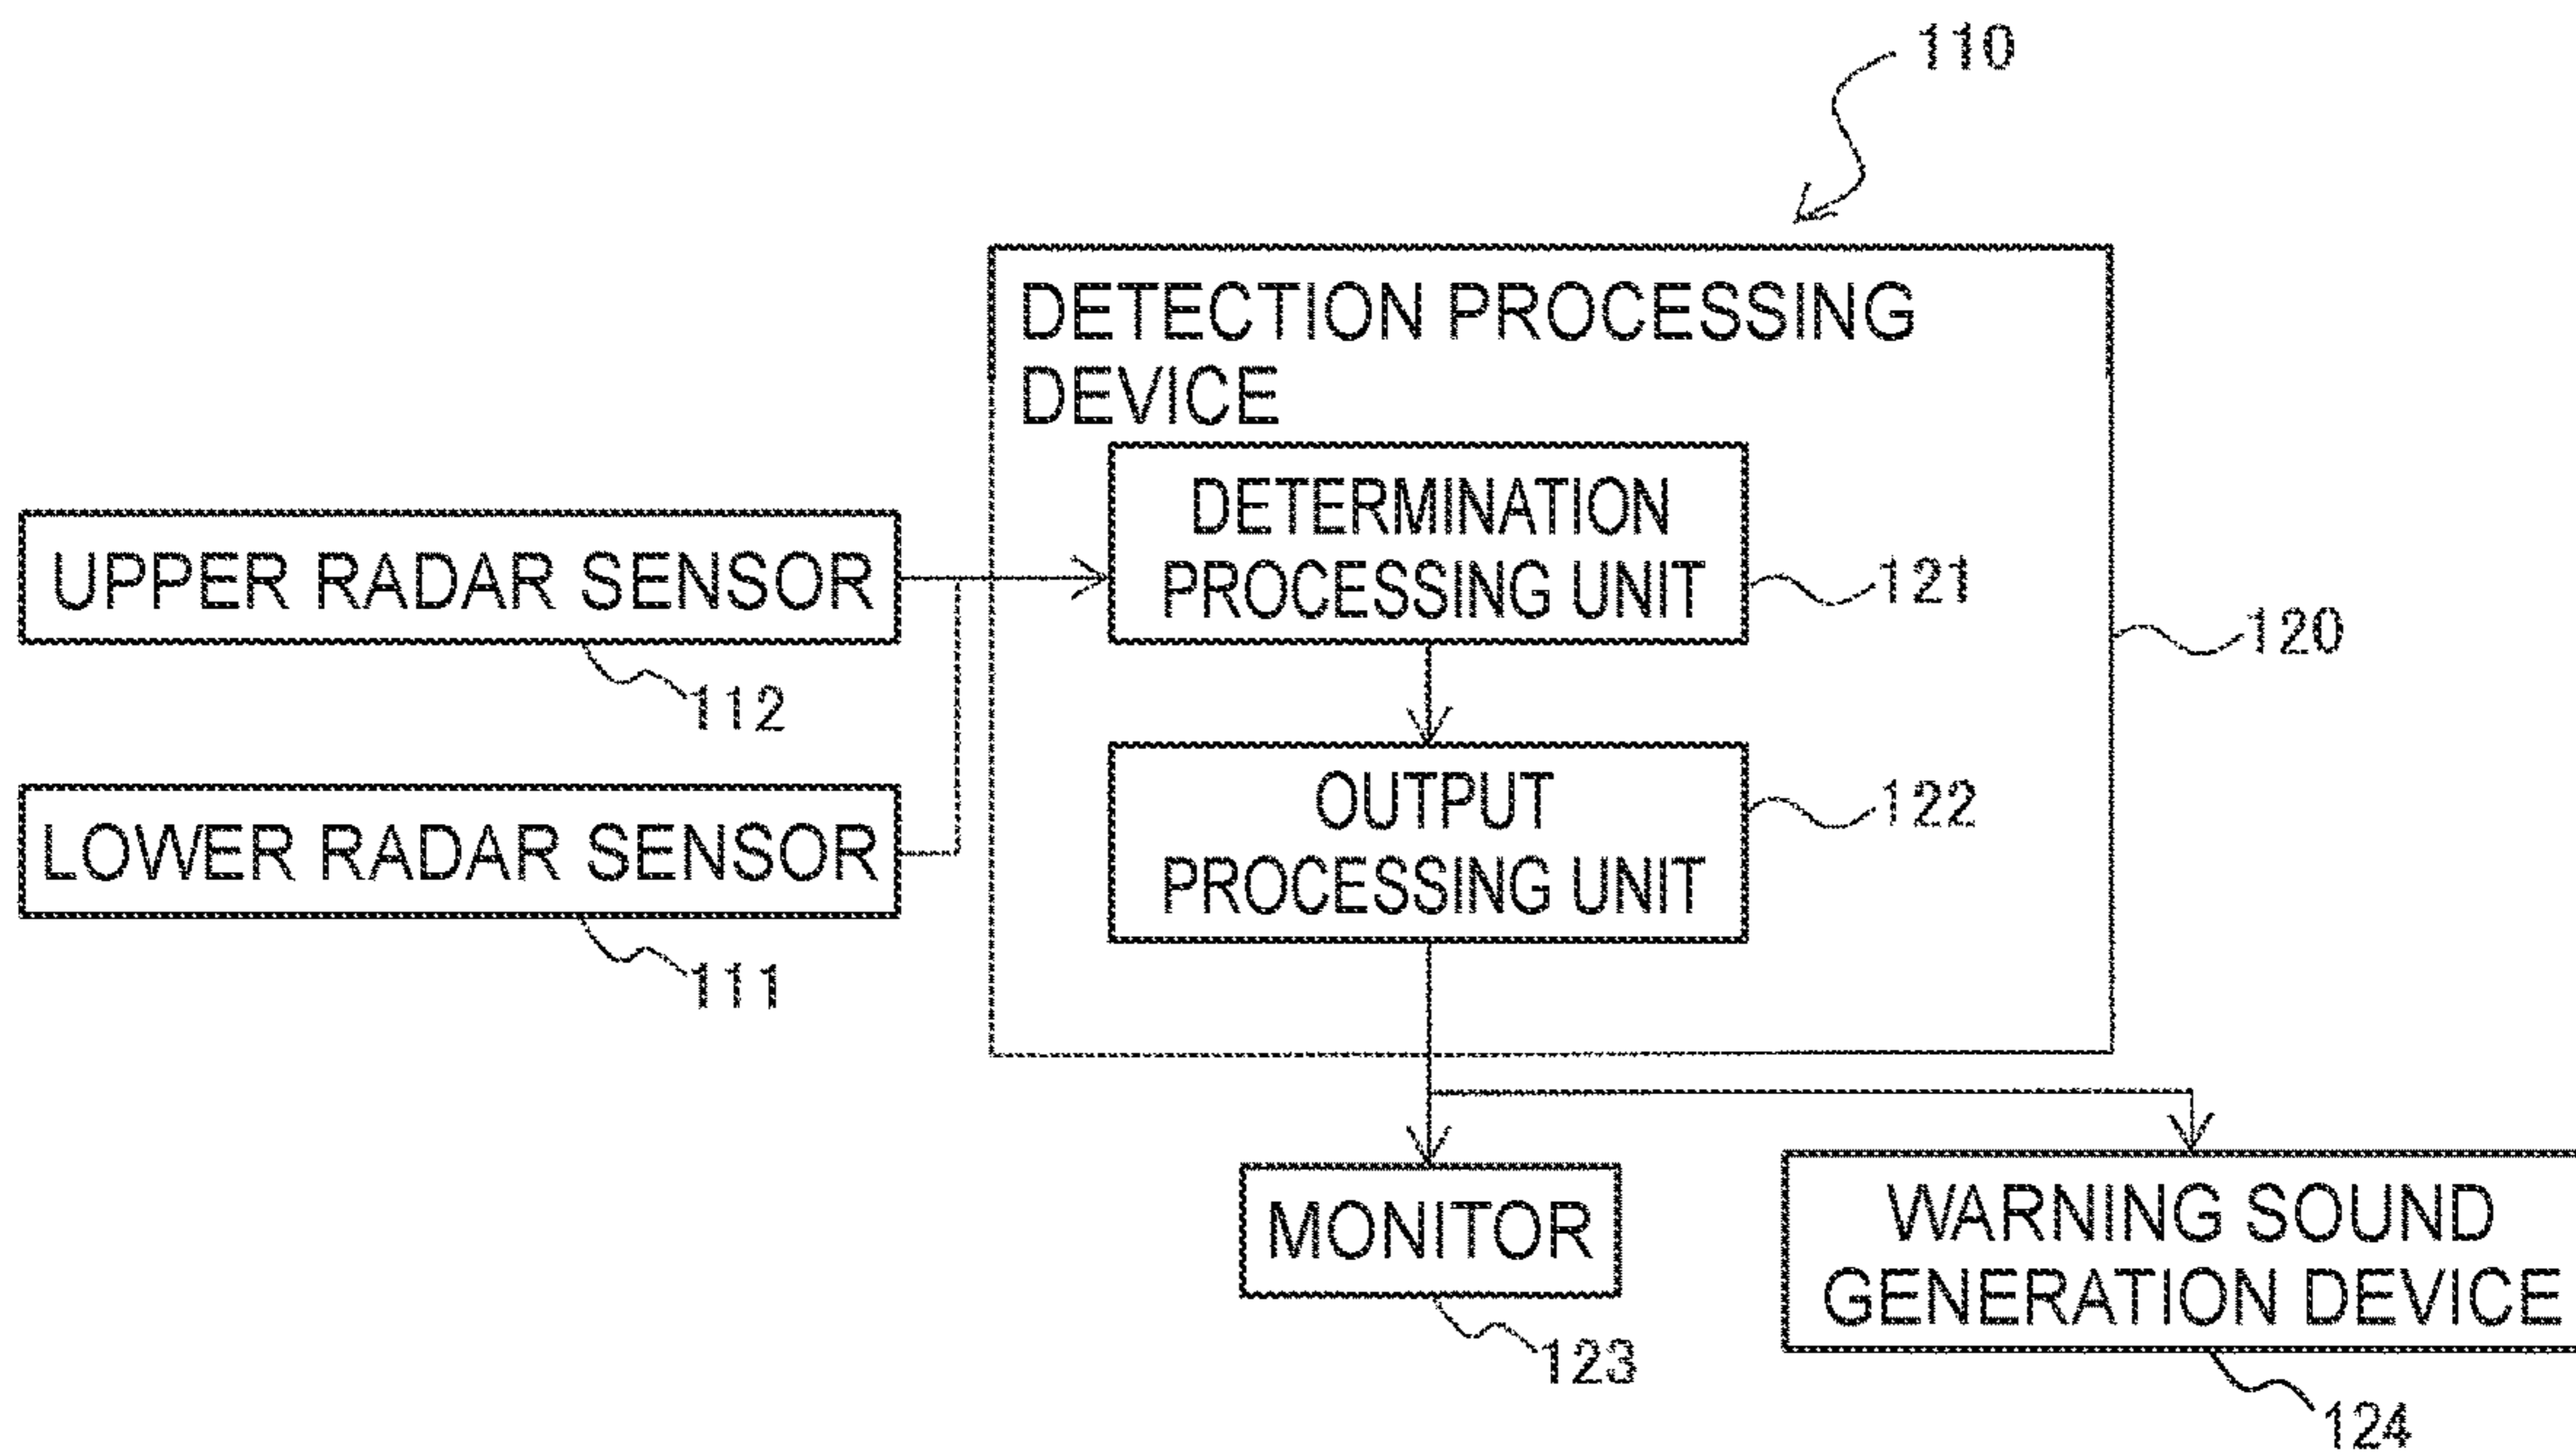 110
DETECTION PROCESSING
DEVICE
DETERMINATION
PROCESSING UNIT
121
120
UPPER RADAR SENSOR
112
OUTPUT
PROCESSING UNIT
122
LOWER RADAR SENSOR
111
MONITOR
123
WARNING SOUND
GENERATION DEVICE
124